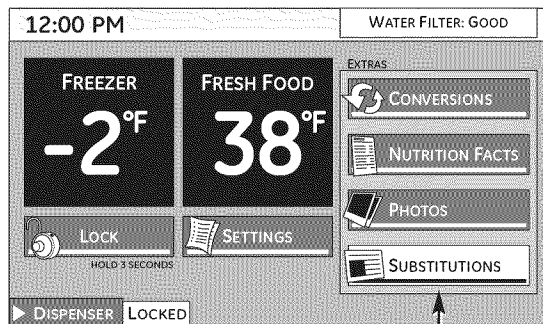 12:00 PM
WATER FILTER: GOOD
FREEZER
-2°F
FRESH FOOD
38°F
EXTRAS
CONVERSIONS
NUTRITION FACTS
PHOTOS
SUBSTITUTIONS
LOCK
HOLD 3 SECONDS
SETTINGS
DISPENSER LOCKED